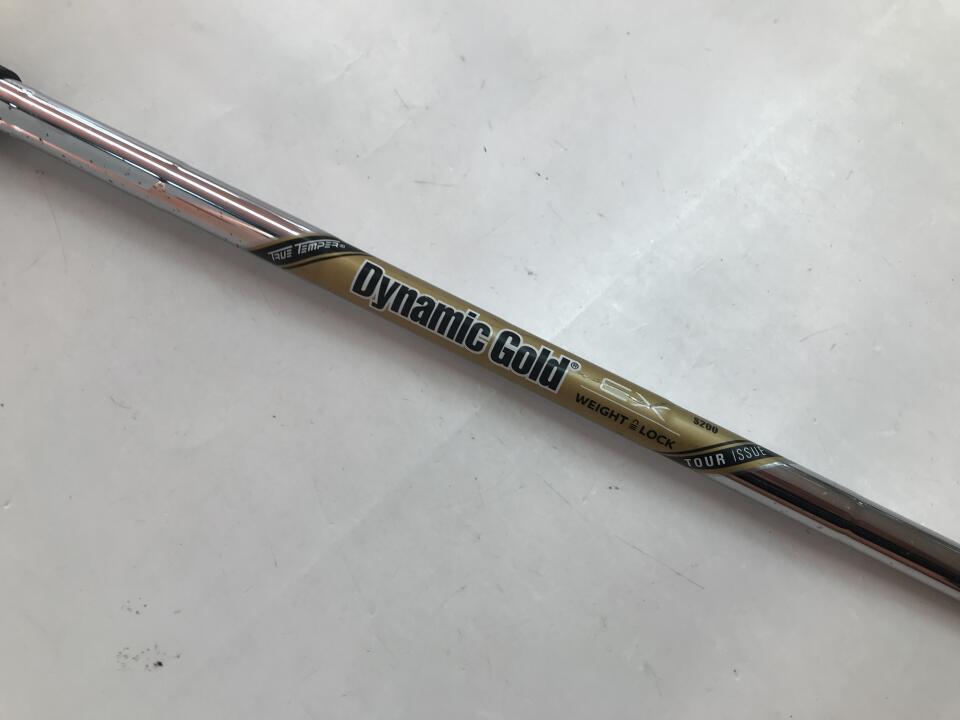 TRUE TEMPER®
Dynamic Gold®
EX
WEIGHT LOCK
S200
TOUR ISSUE